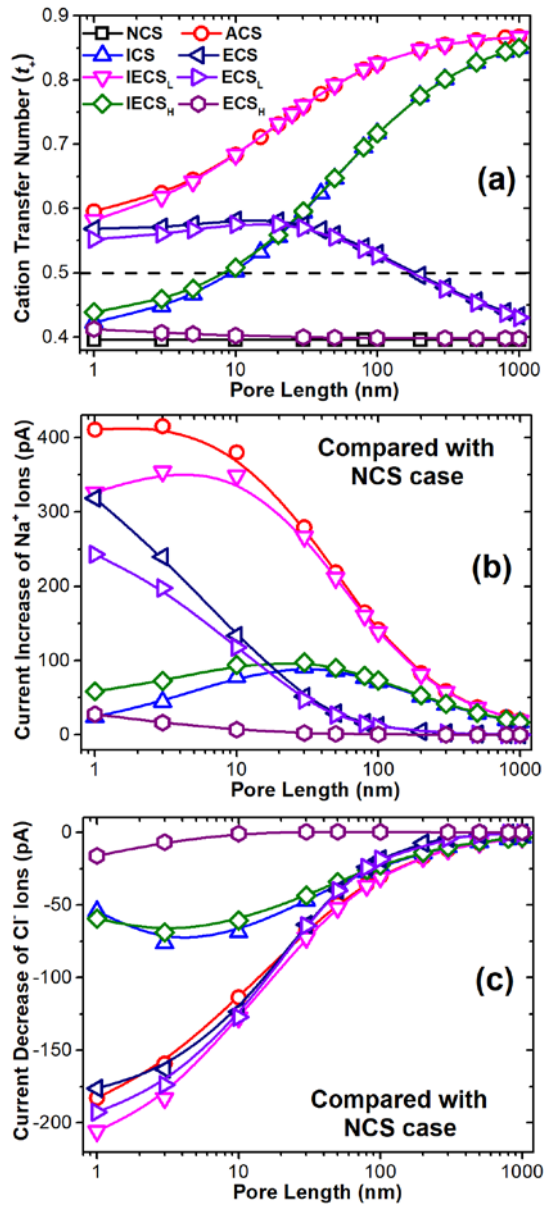 0.9
0.8
0.7
0.6
0.5
0.4
Cation Transfer Number (t₊)
NCS ACS
ICS ECS
IECS_L ECS_L
IECS_H ECS_H
(a)
1 10 100 1000
Pore Length (nm)
400
300
200
100
0
Current Increase of Na⁺ Ions (pA)
Compared with
NCS case
(b)
1 10 100 1000
Pore Length (nm)
0
-50
-100
-150
-200
Current Decrease of Cl⁻ Ions (pA)
(c)
Compared with
NCS case
1 10 100 1000
Pore Length (nm)